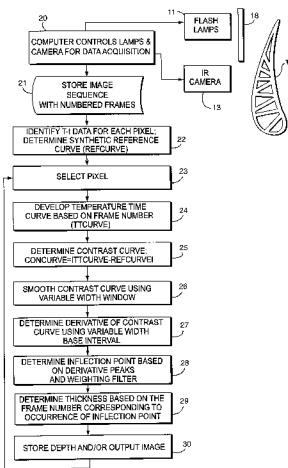 20
COMPUTER CONTROLS LAMPS &
CAMERA FOR DATA ACQUISITION
11
FLASH
LAMPS
18
IR
CAMERA
13
21
STORE IMAGE
SEQUENCE
WITH NUMBERED FRAMES
IDENTIFY T-t DATA FOR EACH PIXEL;
DETERMINE SYNTHETIC REFERENCE
CURVE (REFCURVE)
22
SELECT PIXEL
23
DEVELOP TEMPERATURE TIME
CURVE BASED ON FRAME NUMBER
(TTCURVE)
24
DETERMINE CONTRAST CURVE;
CONCURVE=ITTCURVE-REFCURVEI
25
SMOOTH CONTRAST CURVE USING
VARIABLE WIDTH WINDOW
26
DETERMINE DERIVATIVE OF CONTRAST
CURVE USING VARIABLE WIDTH
BASE INTERVAL
27
DETERMINE INFLECTION POINT BASED
ON DERIVATIVE PEAKS
AND WEIGHTING FILTER
28
DETERMINE THICKNESS BASED ON THE
FRAME NUMBER CORRESPONDING TO
OCCURRENCE OF INFLECTION POINT
29
STORE DEPTH AND/OR OUTPUT IMAGE
30